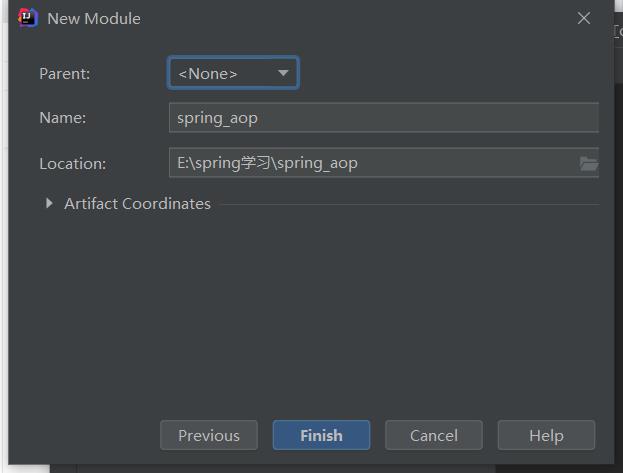 New Module
Parent: <None>
Name: spring_aop
Location: E:\spring学习\spring_aop
Artifact Coordinates
Previous Finish Cancel Help